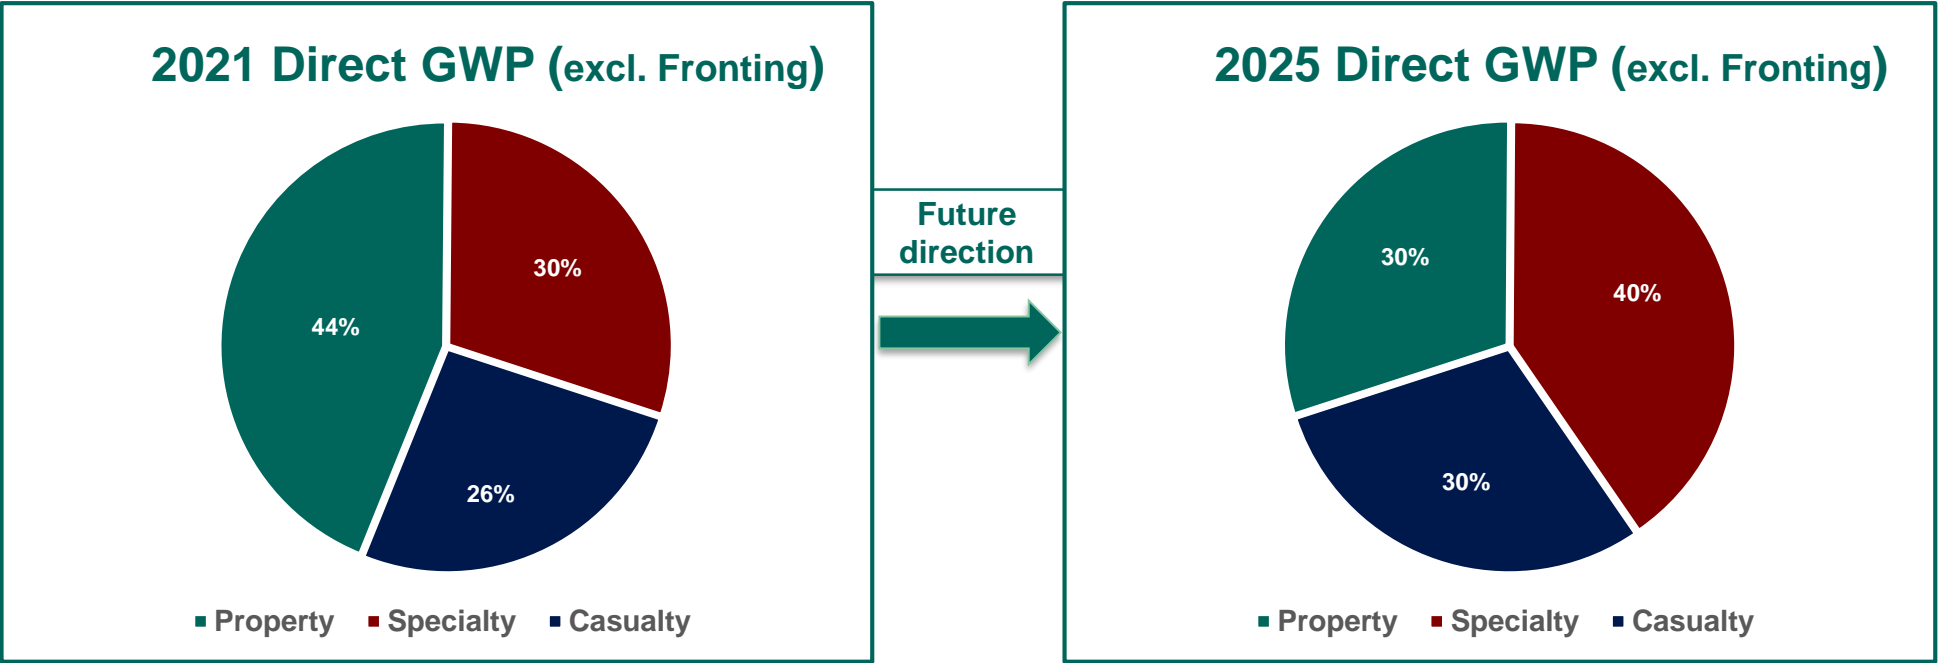 2021 Direct GWP (excl. Fronting)
30%
44%
26%
Property Specialty Casualty
Future
direction
2025 Direct GWP (excl. Fronting)
30%
40%
30%
Property Specialty Casualty